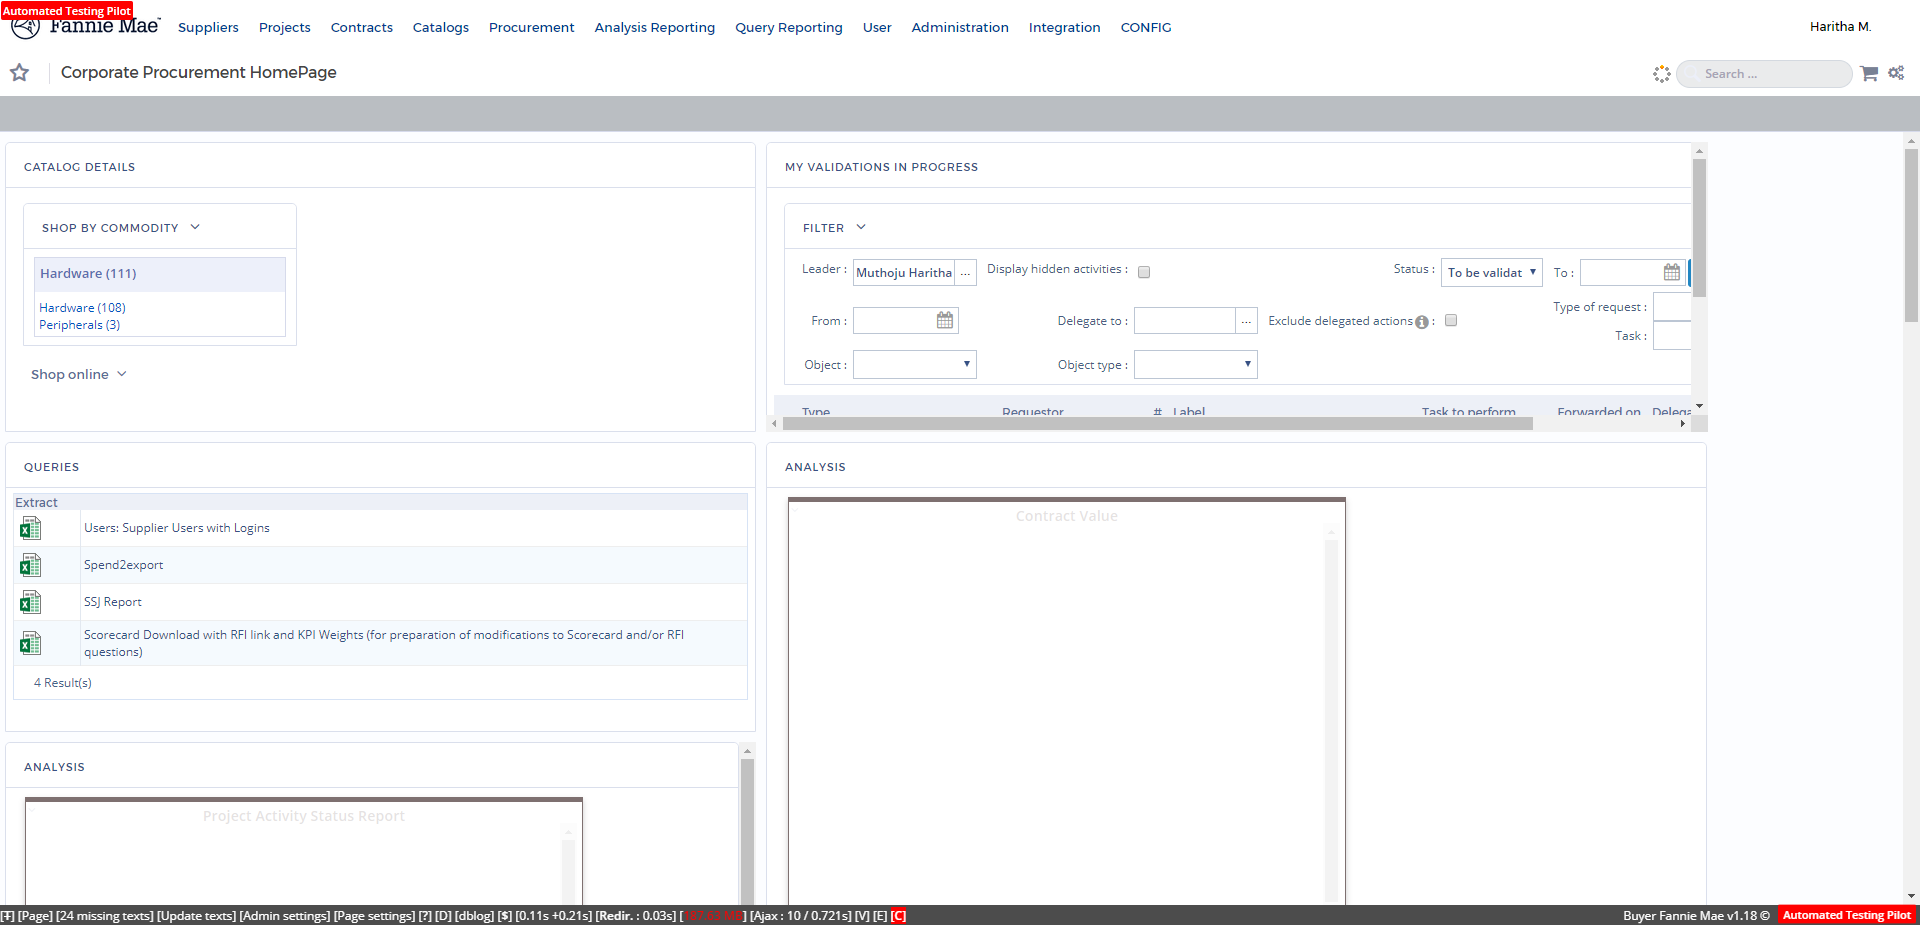 Automated Testing Pilot
Fannie Mae
Suppliers Projects Contracts Catalogs Procurement Analysis Reporting Query Reporting User Administration Integration CONFIG
Haritha M.
Corporate Procurement HomePage
Search ...
CATALOG DETAILS
SHOP BY COMMODITY
Hardware (111)
Hardware (108)
Peripherals (3)
Shop online
MY VALIDATIONS IN PROGRESS
FILTER
Leader : Muthoju Haritha ... Display hidden activities : Status : To be validat To :
From : Delegate to : ... Exclude delegated actions : Type of request :
Task :
Object : Object type :
Type Requestor # Label Task to perform Forwarded on Delega
QUERIES
Extract
Users: Supplier Users with Logins
Spend2export
SSJ Report
Scorecard Download with RFI link and KPI Weights (for preparation of modifications to Scorecard and/or RFI
questions)
4 Result(s)
ANALYSIS
Contract Value
ANALYSIS
Project Activity Status Report
[T] [Page] [24 missing texts] [Update texts] [Admin settings] [Page settings] [?] [D] [dblog] [$] [0.11s +0.21s] [Redir. : 0.03s] [Ajax : 10 / 0.721s] [V] [E] [C]
Buyer Fannie Mae v1.18 © Automated Testing Pilot